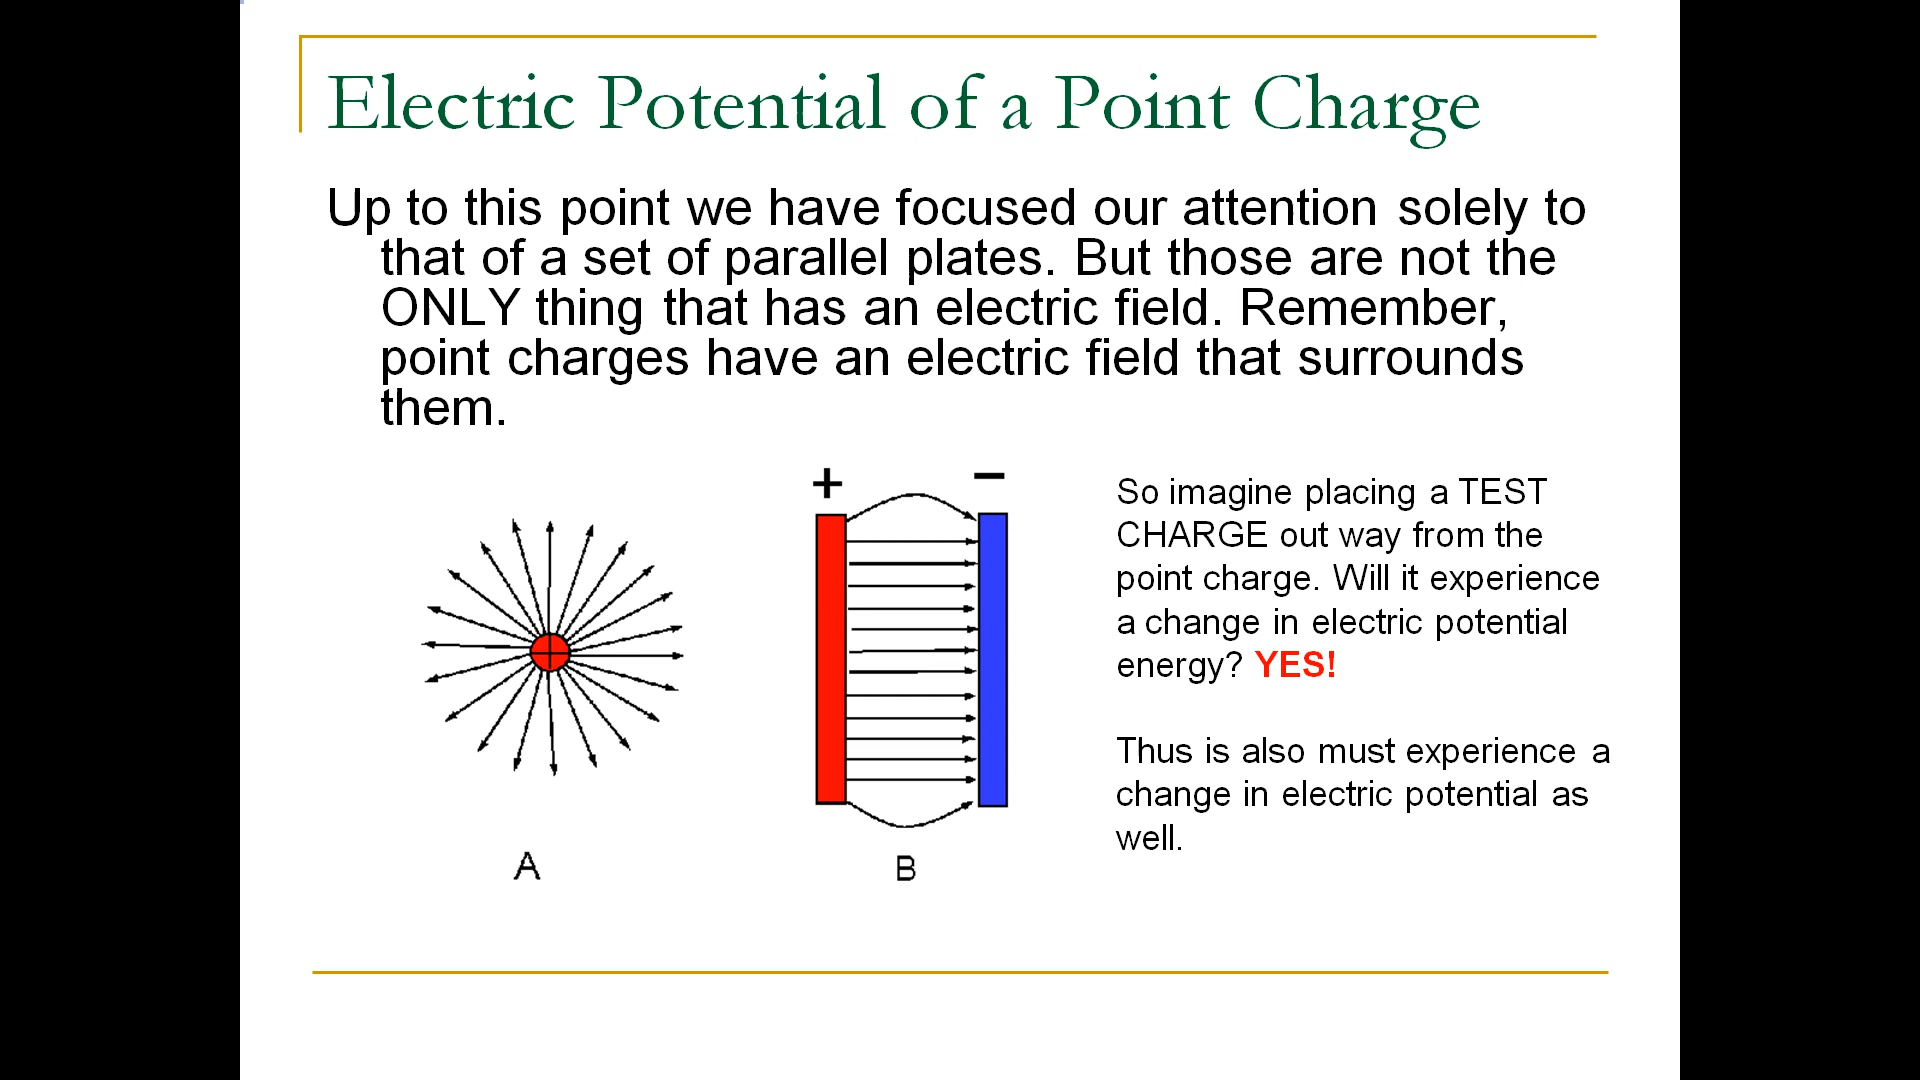 Electric Potential of a Point Charge
Up to this point we have focused our attention solely to
that of a set of parallel plates. But those are not the
ONLY thing that has an electric field. Remember,
point charges have an electric field that surrounds
them.
+
−
So imagine placing a TEST
CHARGE out way from the
point charge. Will it experience
a change in electric potential
energy? YES!
Thus is also must experience a
change in electric potential as
well.
A
B